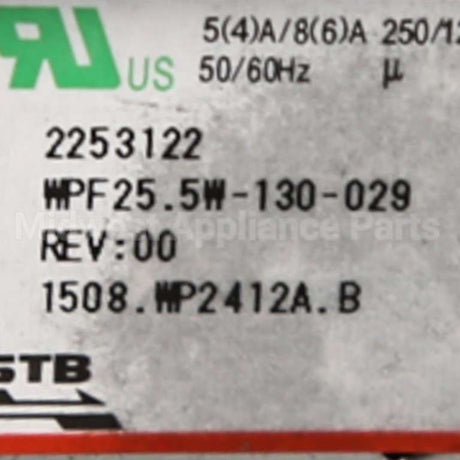 5(4)A/8(6)A 250/12
RU US 50/60Hz µ
2253122
WPF25.5W-130-029
Midwest Appliance Parts
REV:00
1508.WP2412A.B
STB